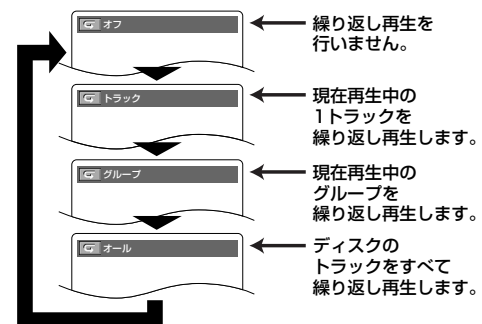 オフ
繰り返し再生を
行いません。
トラック
現在再生中の
1トラックを
繰り返し再生します。
グループ
現在再生中の
グループを
繰り返し再生します。
オール
ディスクの
トラックをすべて
繰り返し再生します。